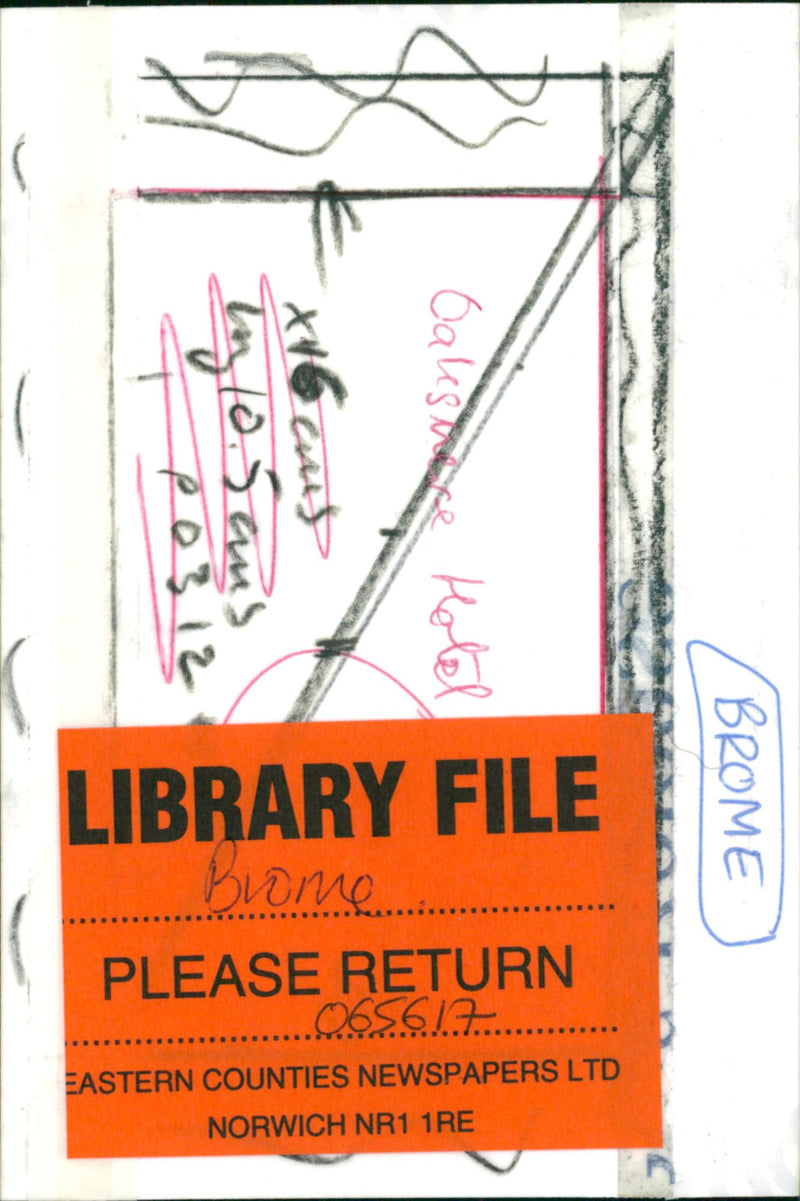 Oaksmere Hotel
x16 cms
by 10.5 cms
P0312
BROME
LIBRARY FILE
Brome
PLEASE RETURN
065617
EASTERN COUNTIES NEWSPAPERS LTD
NORWICH NR1 1RE